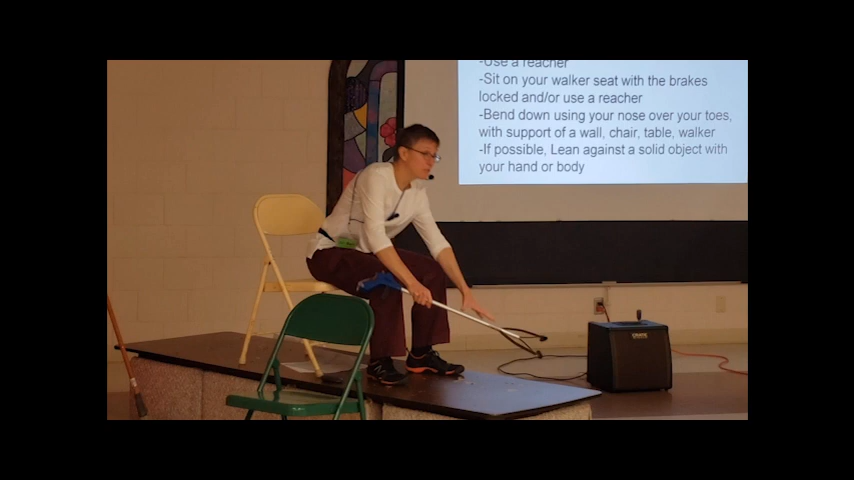 -Use a reacher
-Sit on your walker seat with the brakes
locked and/or use a reacher
-Bend down using your nose over your toes,
with support of a wall, chair, table, walker
-If possible, Lean against a solid object with
your hand or body
CRATE